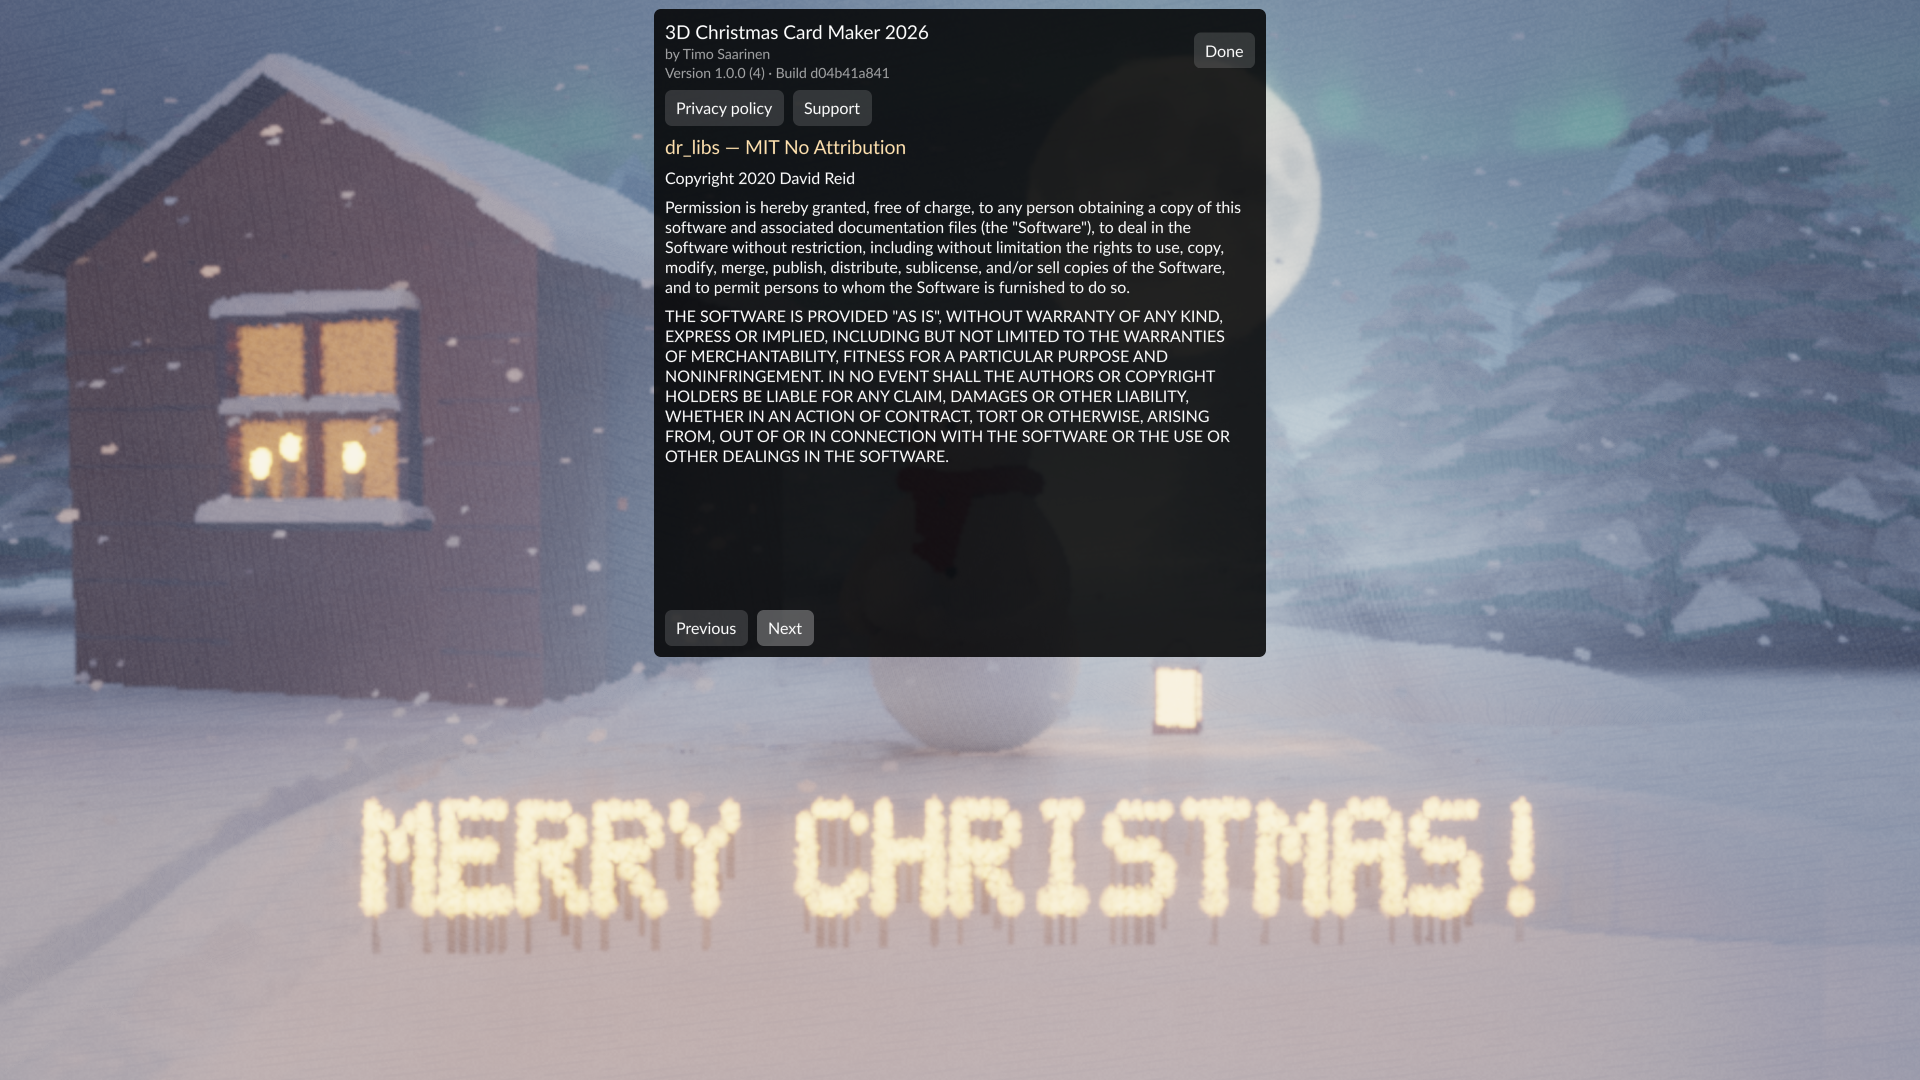 3D Christmas Card Maker 2026
by Timo Saarinen
Version 1.0.0 (4) · Build d04b41a841
Done
Privacy policy
Support
dr_libs — MIT No Attribution
Copyright 2020 David Reid
Permission is hereby granted, free of charge, to any person obtaining a copy of this
software and associated documentation files (the "Software"), to deal in the
Software without restriction, including without limitation the rights to use, copy,
modify, merge, publish, distribute, sublicense, and/or sell copies of the Software,
and to permit persons to whom the Software is furnished to do so.
THE SOFTWARE IS PROVIDED "AS IS", WITHOUT WARRANTY OF ANY KIND,
EXPRESS OR IMPLIED, INCLUDING BUT NOT LIMITED TO THE WARRANTIES
OF MERCHANTABILITY, FITNESS FOR A PARTICULAR PURPOSE AND
NONINFRINGEMENT. IN NO EVENT SHALL THE AUTHORS OR COPYRIGHT
HOLDERS BE LIABLE FOR ANY CLAIM, DAMAGES OR OTHER LIABILITY,
WHETHER IN AN ACTION OF CONTRACT, TORT OR OTHERWISE, ARISING
FROM, OUT OF OR IN CONNECTION WITH THE SOFTWARE OR THE USE OR
OTHER DEALINGS IN THE SOFTWARE.
Previous
Next
MERRY CHRISTMAS!